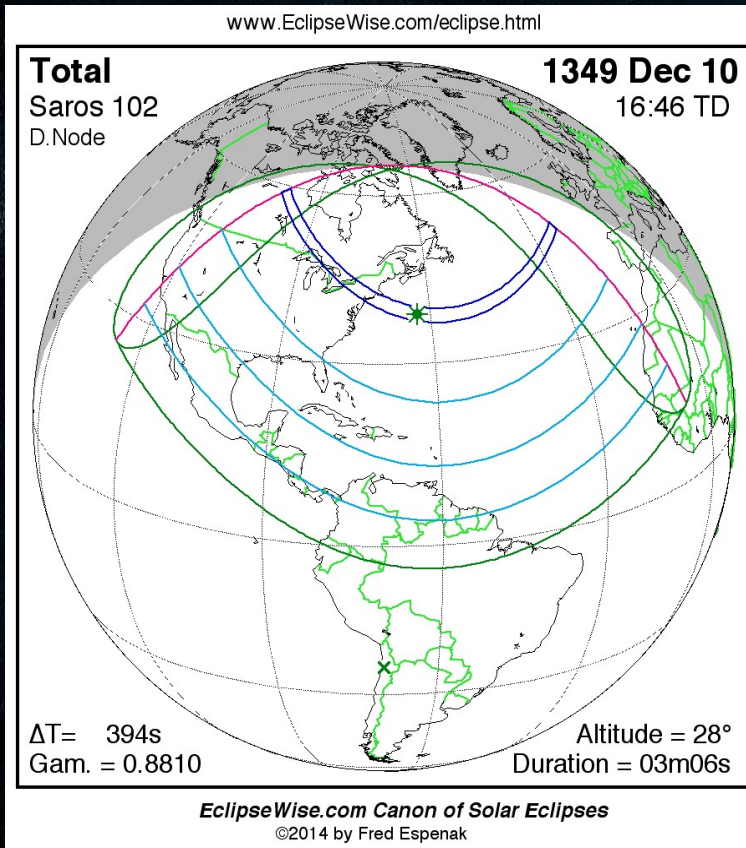 www.EclipseWise.com/eclipse.html
Total
1349 Dec 10
Saros 102
16:46 TD
D.Node
ΔT= 394s
Altitude = 28°
Gam. = 0.8810
Duration = 03m06s
EclipseWise.com Canon of Solar Eclipses
©2014 by Fred Espenak